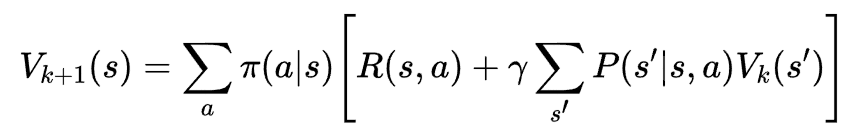 V_{k+1}(s) = \sum_{a} \pi(a|s) \left[ R(s, a) + \gamma \sum_{s'} P(s'|s, a) V_k(s') \right]